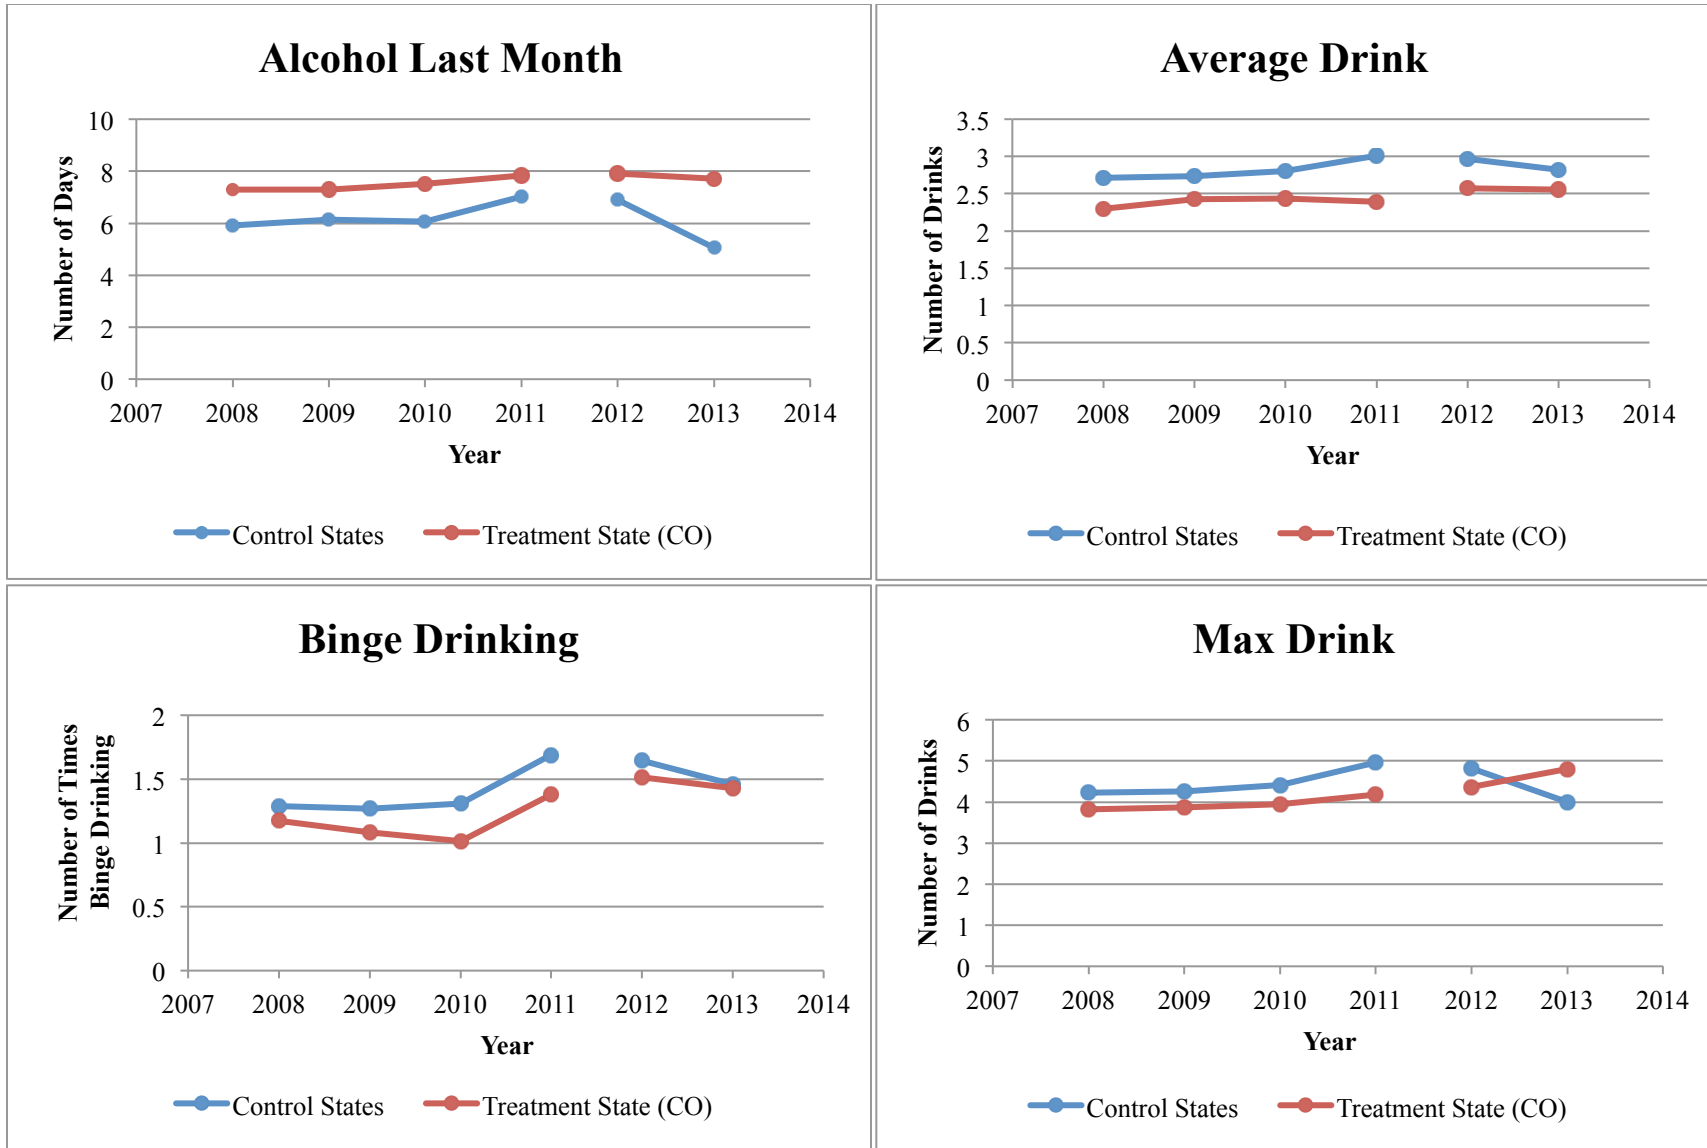 Alcohol Last Month
Number of Days
10
8
6
4
2
0
2007 2008 2009 2010 2011 2012 2013 2014
Year
Control States Treatment State (CO)
Average Drink
Number of Drinks
3.5
3
2.5
2
1.5
1
0.5
0
2007 2008 2009 2010 2011 2012 2013 2014
Year
Control States Treatment State (CO)
Binge Drinking
Number of Times
Binge Drinking
2
1.5
1
0.5
0
2007 2008 2009 2010 2011 2012 2013 2014
Year
Control States Treatment State (CO)
Max Drink
Number of Drinks
6
5
4
3
2
1
0
2007 2008 2009 2010 2011 2012 2013 2014
Year
Control States Treatment State (CO)